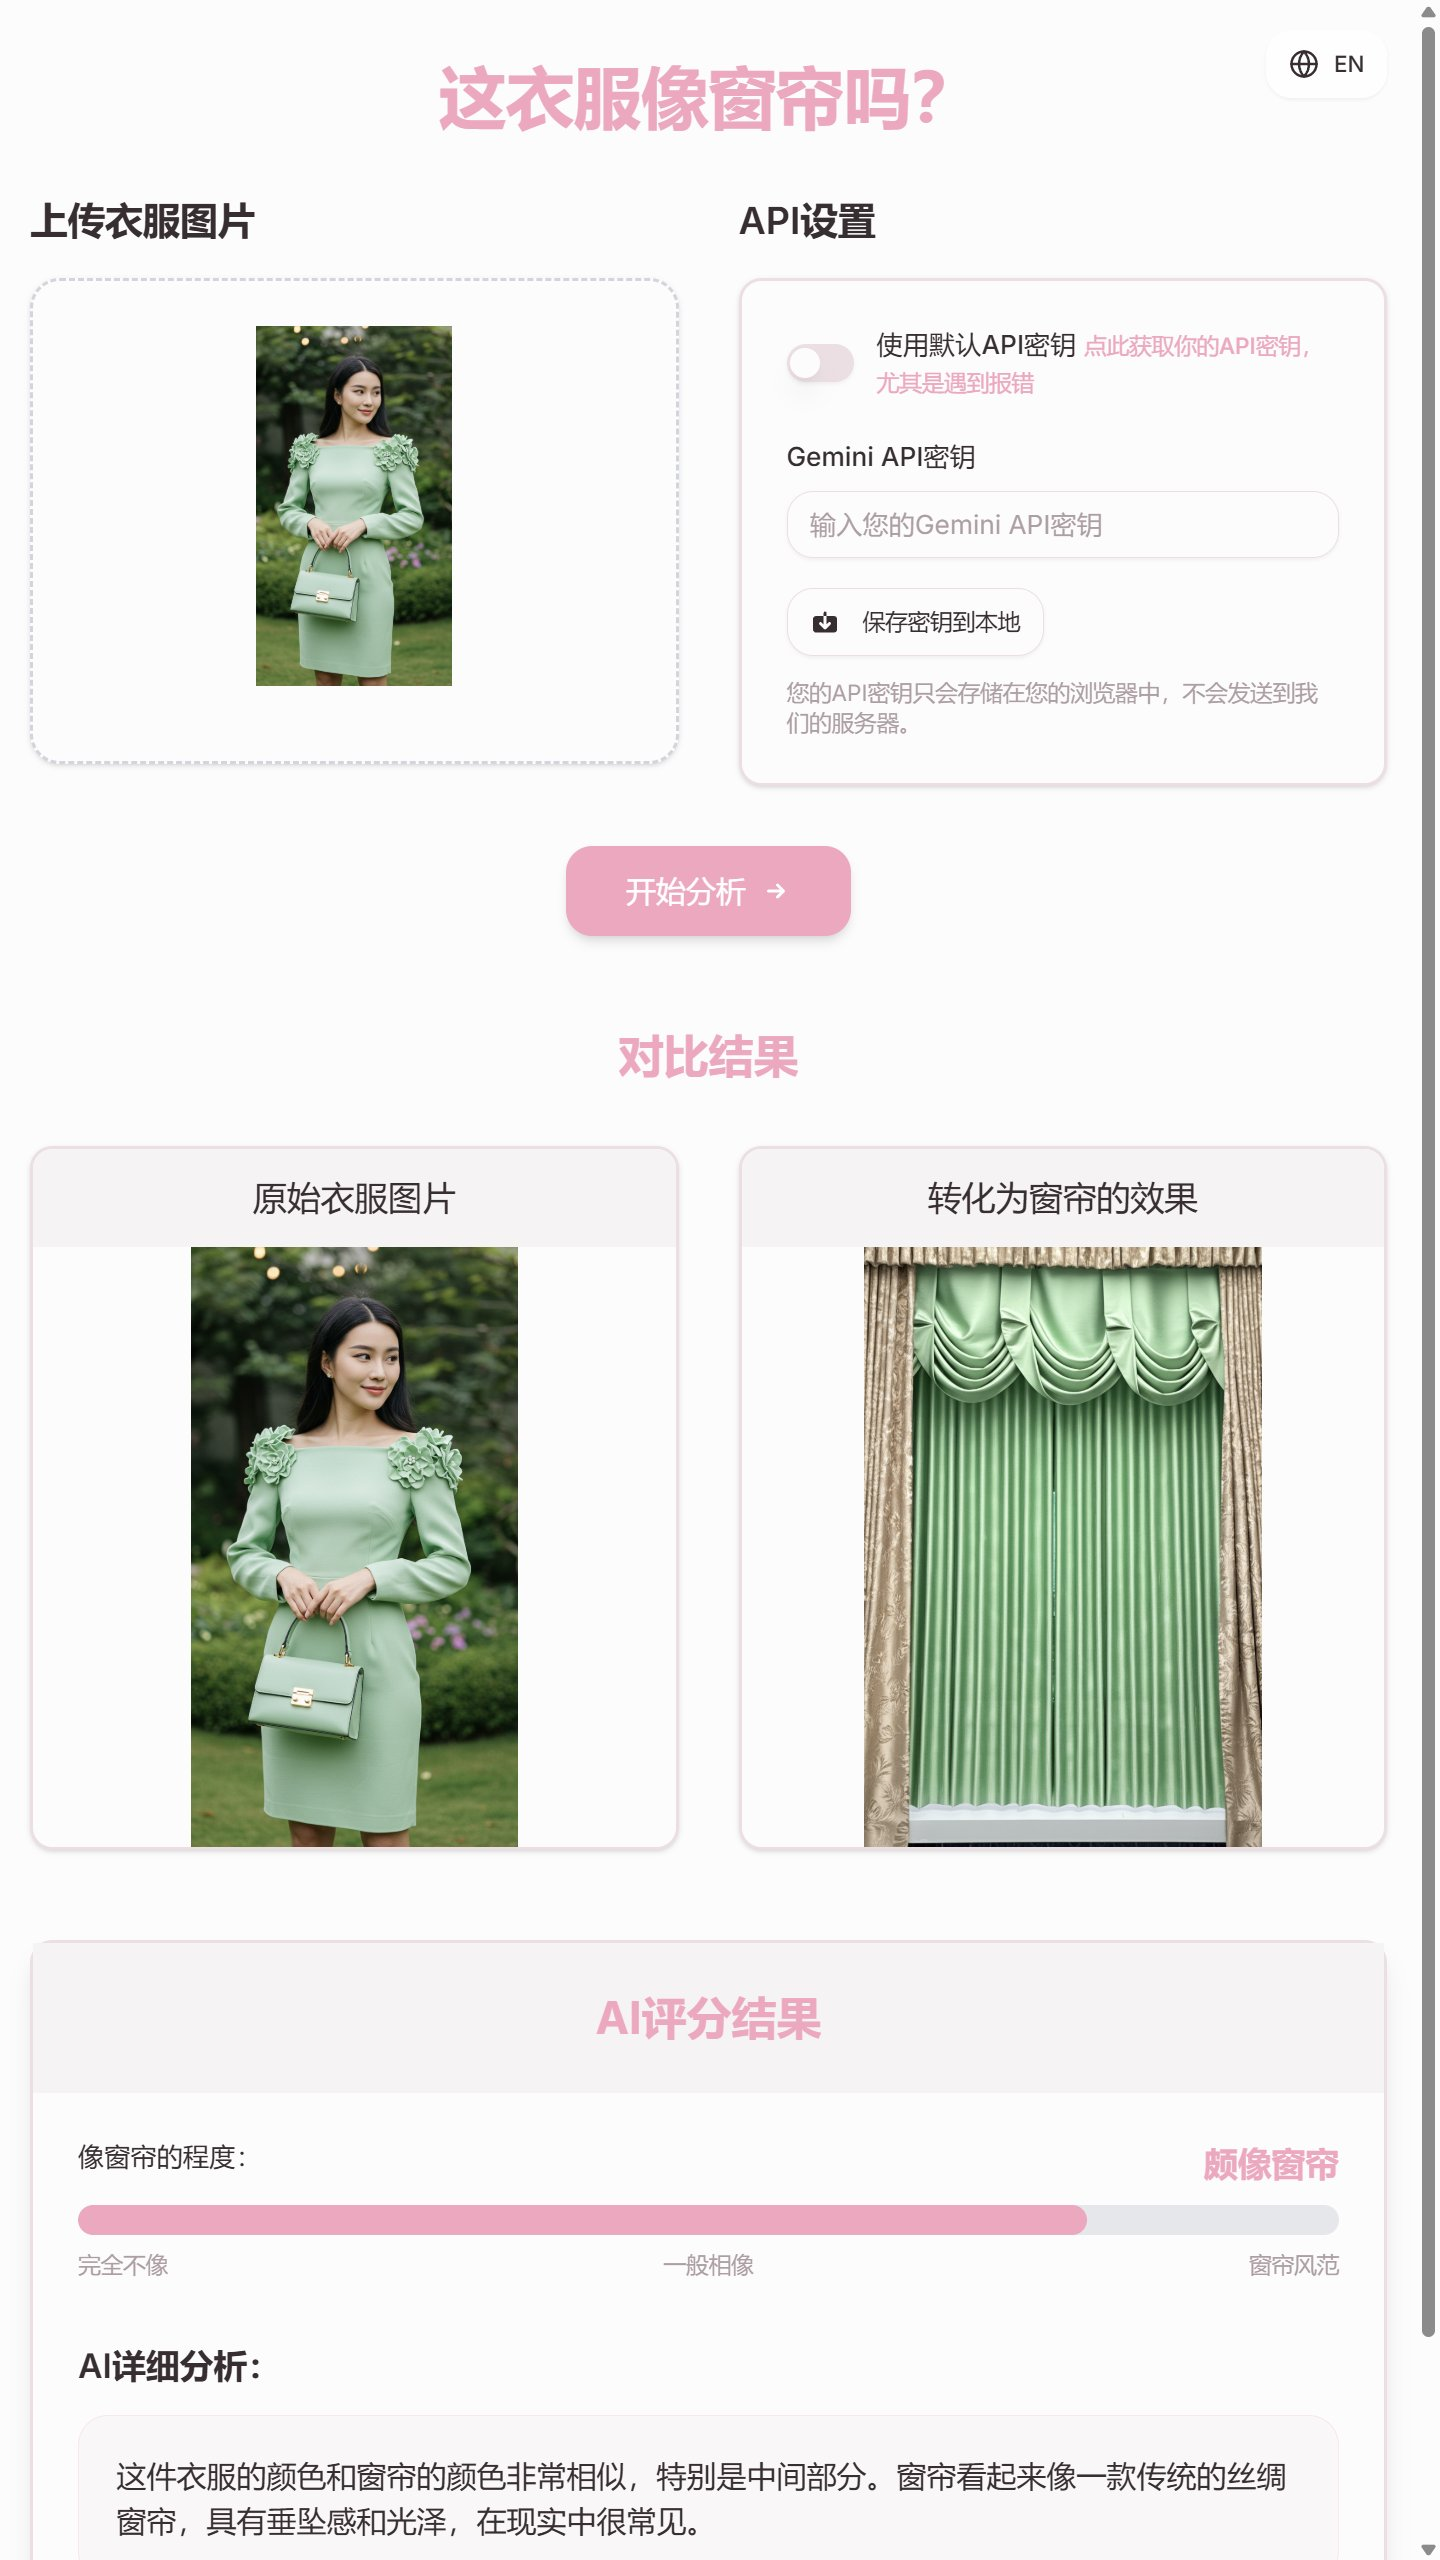 EN
这衣服像窗帘吗？
上传衣服图片
API设置
使用默认API密钥 点此获取你的API密钥，
尤其是遇到报错
Gemini API密钥
输入您的Gemini API密钥
保存密钥到本地
您的API密钥只会存储在您的浏览器中，不会发送到我
们的服务器。
开始分析 →
对比结果
原始衣服图片
转化为窗帘的效果
AI评分结果
像窗帘的程度：
颇像窗帘
完全不像
一般相像
窗帘风范
AI详细分析：
这件衣服的颜色和窗帘的颜色非常相似，特别是中间部分。窗帘看起来像一款传统的丝绸
窗帘，具有垂坠感和光泽，在现实中很常见。